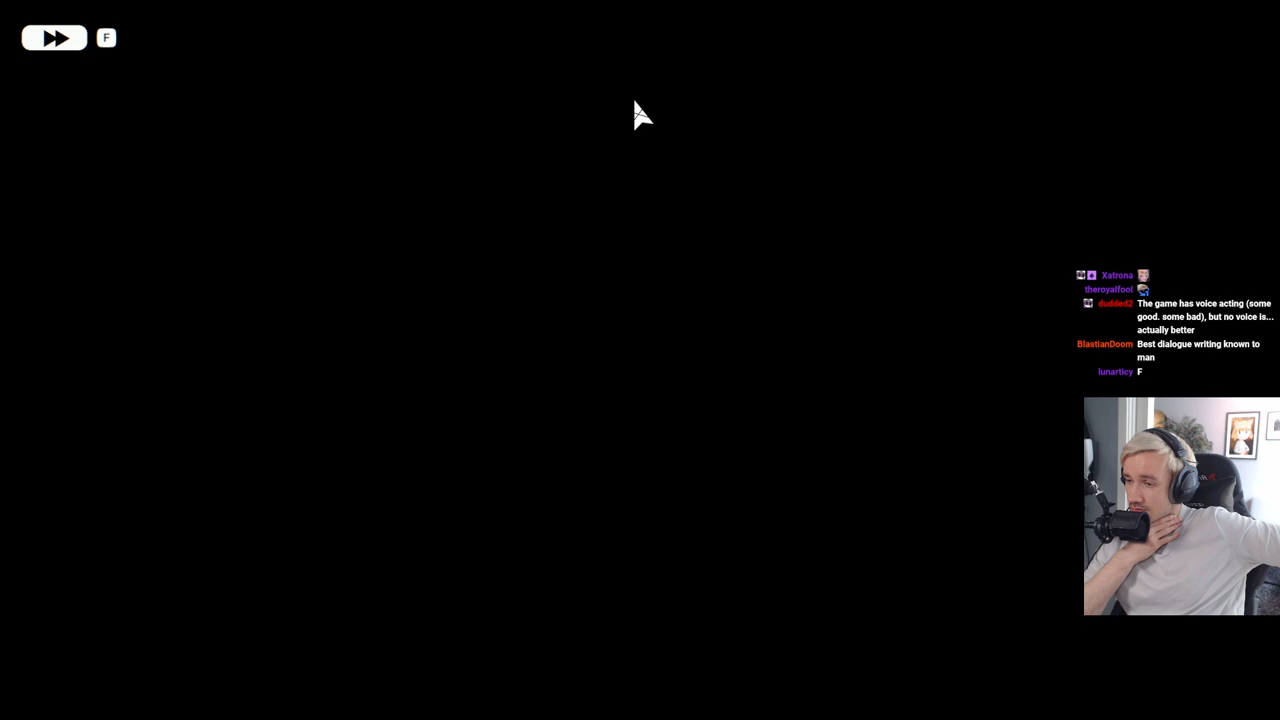 F
Xatrona
theroyalfool
dudded2 The game has voice acting (some
good. some bad), but no voice is...
actually better
BlastianDoom Best dialogue writing known to
man
lunarticy F